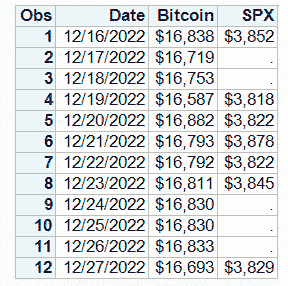 Obs Date Bitcoin SPX
1 12/16/2022 $16,838 $3,852
2 12/17/2022 $16,719 .
3 12/18/2022 $16,753 .
4 12/19/2022 $16,587 $3,818
5 12/20/2022 $16,882 $3,822
6 12/21/2022 $16,793 $3,878
7 12/22/2022 $16,792 $3,822
8 12/23/2022 $16,811 $3,845
9 12/24/2022 $16,830 .
10 12/25/2022 $16,830 .
11 12/26/2022 $16,833 .
12 12/27/2022 $16,693 $3,829